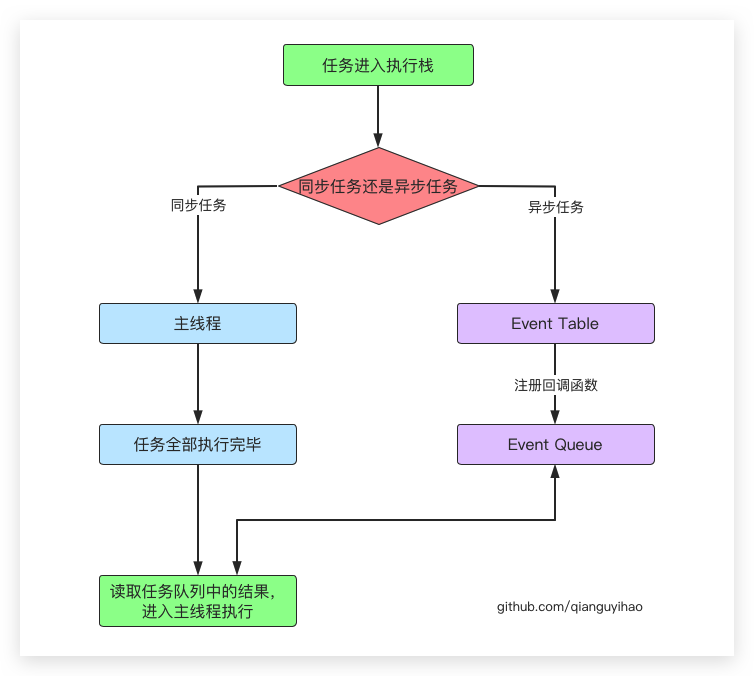 任务进入执行栈
同步任务还是异步任务
同步任务
异步任务
主线程
Event Table
注册回调函数
任务全部执行完毕
Event Queue
读取任务队列中的结果，
进入主线程执行
github.com/qianguyihao